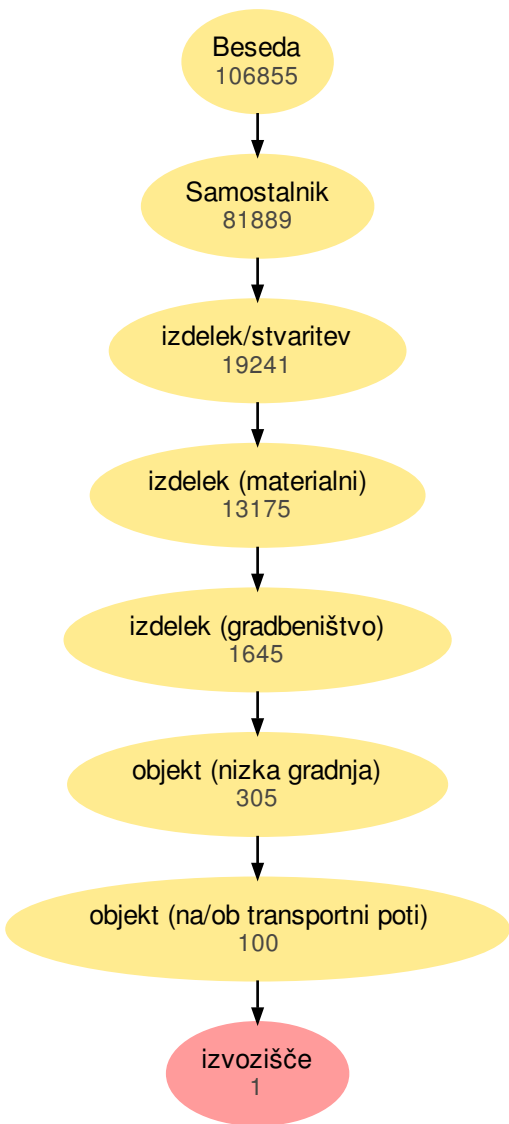 Beseda
106855
Samostalnik
81889
izdelek/stvaritev
19241
izdelek (materialni)
13175
izdelek (gradbeništvo)
1645
objekt (nizka gradnja)
305
objekt (na/ob transportni poti)
100
izvozišče
1